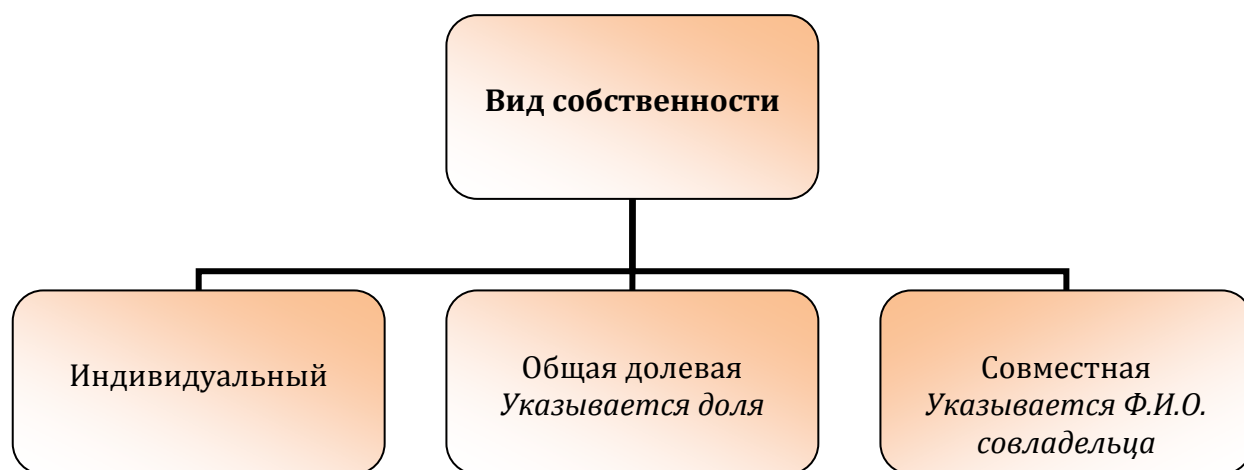 Вид собственности
Индивидуальный
Общая долевая
Указывается доля
Совместная
Указывается Ф.И.О.
совладельца